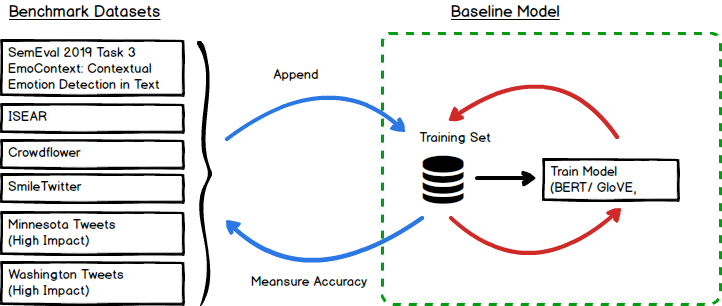 Benchmark Datasets
Baseline Model
SemEval 2019 Task 3
EmoContext: Contextual
Emotion Detection in Text
ISEAR
Crowdflower
SmileTwitter
Minnesota Tweets
(High Impact)
Washington Tweets
(High Impact)
Append
Meansure Accuracy
Training Set
Train Model
(BERT/ GloVE,